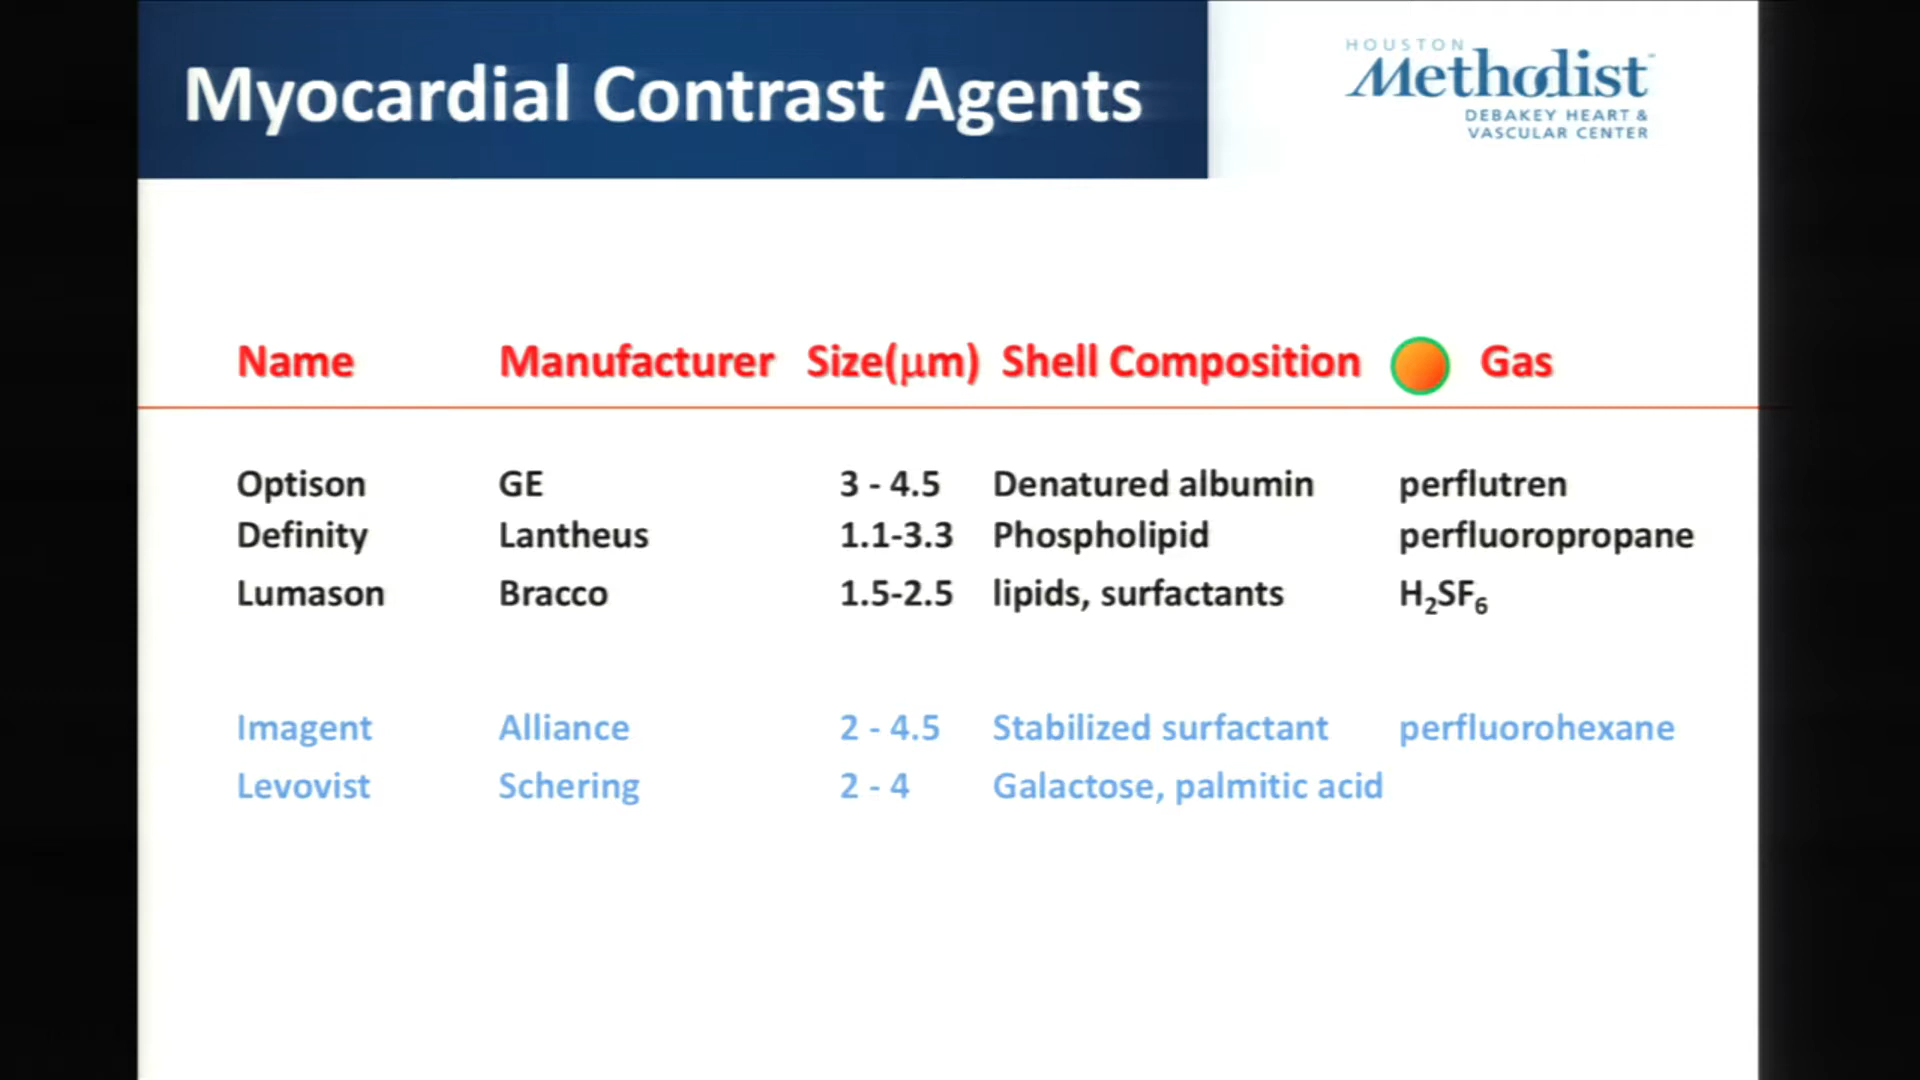 Myocardial Contrast Agents
HOUSTON
Methodist
DEBAKEY HEART &
VASCULAR CENTER
Name Manufacturer Size(μm) Shell Composition Gas
Optison GE 3 - 4.5 Denatured albumin perflutren
Definity Lantheus 1.1-3.3 Phospholipid perfluoropropane
Lumason Bracco 1.5-2.5 lipids, surfactants H₂SF₆
Imagent Alliance 2 - 4.5 Stabilized surfactant perfluorohexane
Levovist Schering 2 - 4 Galactose, palmitic acid